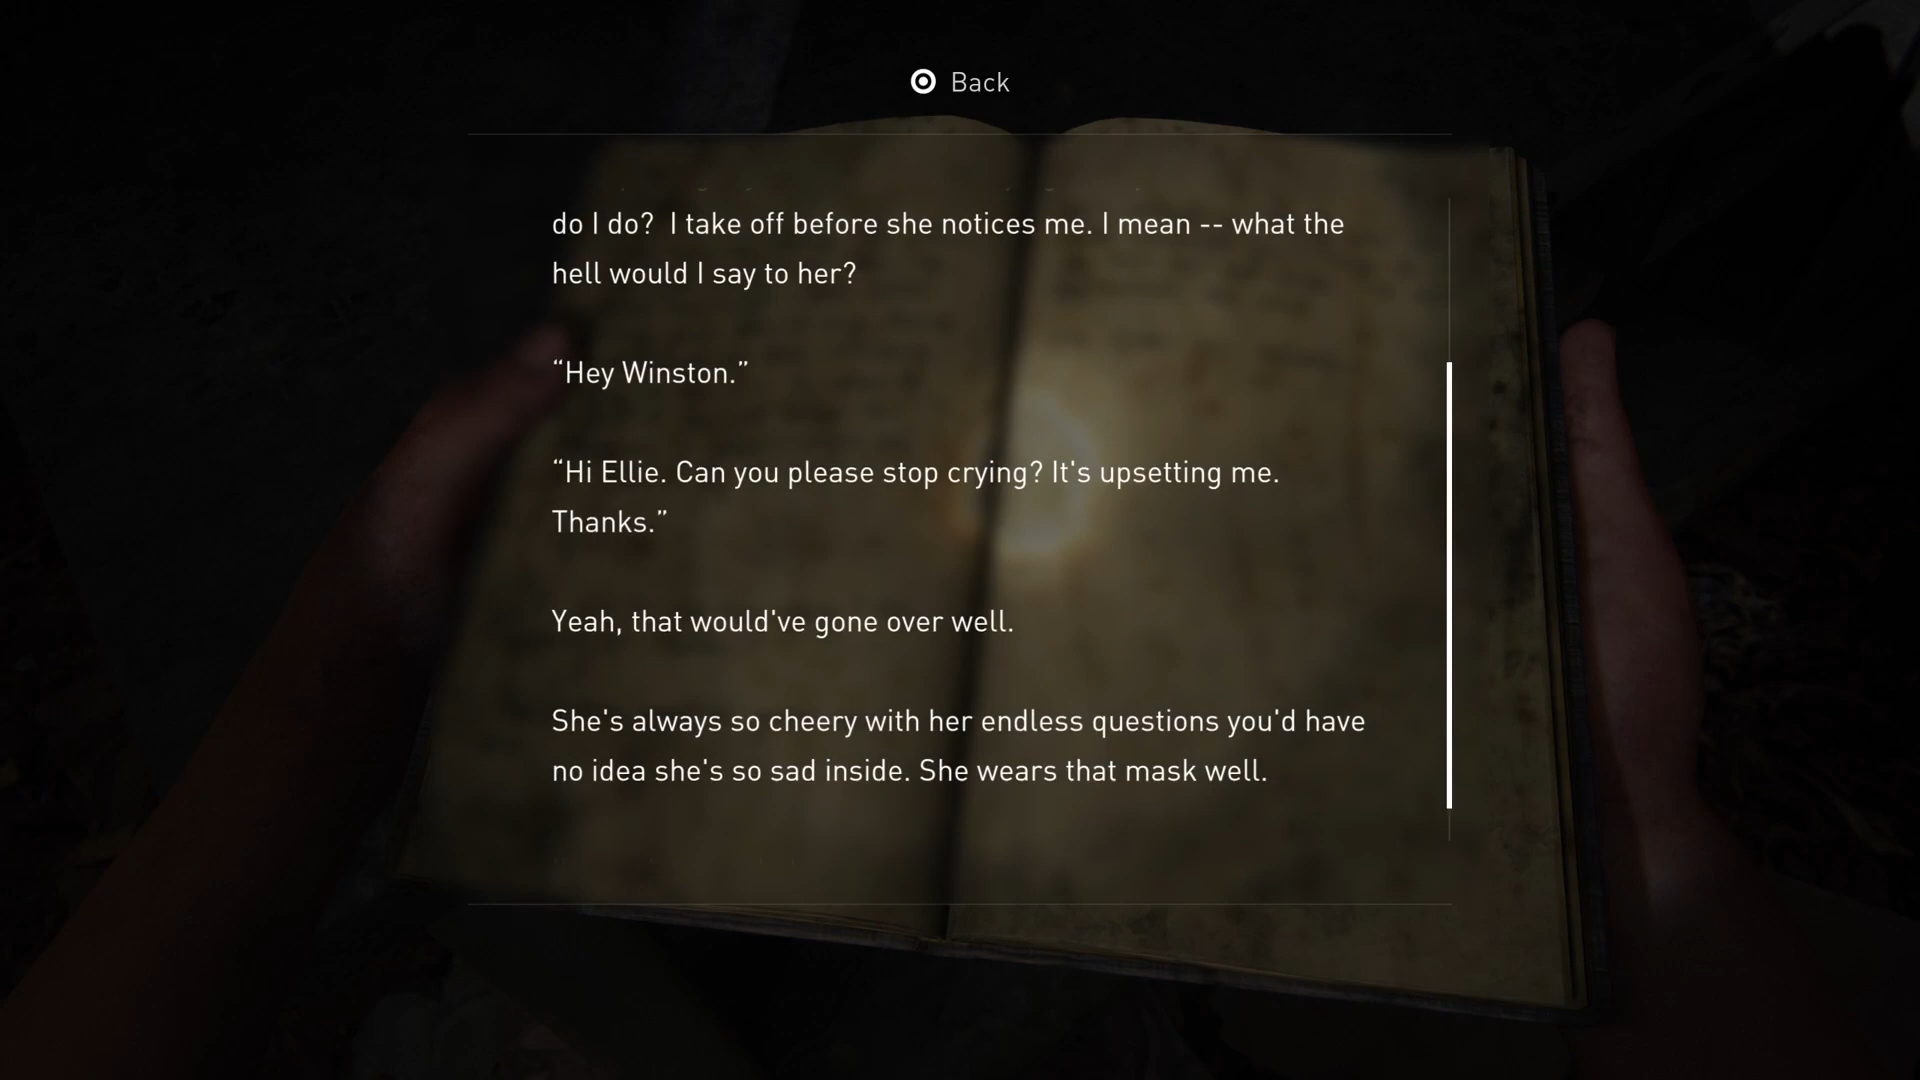 Back
do I do?  I take off before she notices me. I mean -- what the
hell would I say to her?
“Hey Winston.”
“Hi Ellie. Can you please stop crying? It's upsetting me.
Thanks.”
Yeah, that would've gone over well.
She's always so cheery with her endless questions you'd have
no idea she's so sad inside. She wears that mask well.